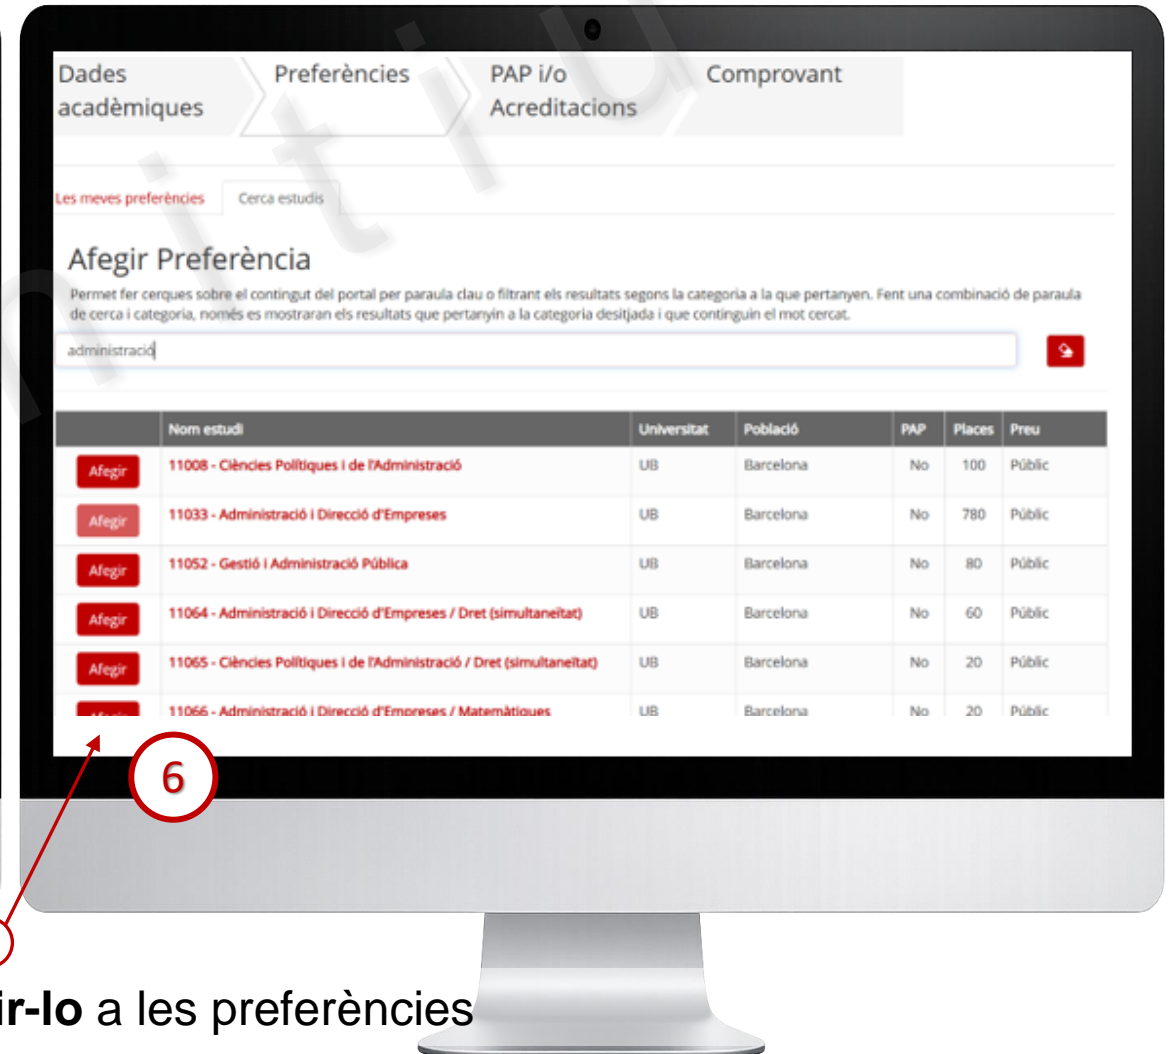 Dades acadèmiques
Preferències
PAP i/o Acreditacions
Comprovant
Les meves preferències Cerca estudis
Afegir Preferència
Permet fer cerques sobre el contingut del portal per paraula clau o filtrant els resultats segons la categoria a la que pertanyen. Fent una combinació de paraula
de cerca i categoria, només es mostraran els resultats que pertanyin a la categoria desitjada i que continguin el mot cercat.
administració
Nom estudi Universitat Població PAP Places Preu
Afegir 11008 - Ciències Polítiques i de l'Administració UB Barcelona No 100 Públic
Afegir 11033 - Administració i Direcció d'Empreses UB Barcelona No 780 Públic
Afegir 11052 - Gestió i Administració Pública UB Barcelona No 80 Públic
Afegir 11064 - Administració i Direcció d'Empreses / Dret (simultaneïtat) UB Barcelona No 60 Públic
Afegir 11065 - Ciències Polítiques i de l'Administració / Dret (simultaneïtat) UB Barcelona No 20 Públic
Afegir 11066 - Administració i Direcció d'Empreses / Matemàtiques UB Barcelona No 20 Públic
6
ir-lo a les preferències